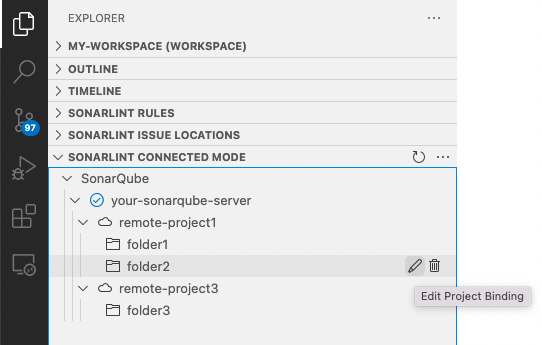 EXPLORER
MY-WORKSPACE (WORKSPACE)
OUTLINE
TIMELINE
SONARLINT RULES
97
SONARLINT ISSUE LOCATIONS
SONARLINT CONNECTED MODE
SonarQube
your-sonarqube-server
remote-project1
folder1
folder2
remote-project3
Edit Project Binding
folder3